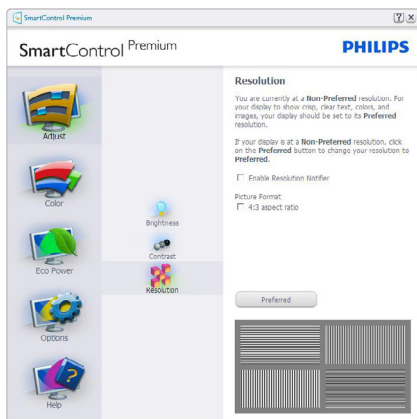 SmartControl Premium
SmartControl Premium
PHILIPS
Adjust
Color
Eco Power
Options
Help
Brightness
Contrast
Resolution
Resolution
You are currently at a Non-Preferred resolution. For
your display to show crisp, clear text, colors, and
images, your display should be set to its Preferred
resolution.
If your display is at a Non-Preferred resolution, click
on the Preferred button to change your resolution to
Preferred.
Enable Resolution Notifier
Picture Format
4:3 aspect ratio
Preferred